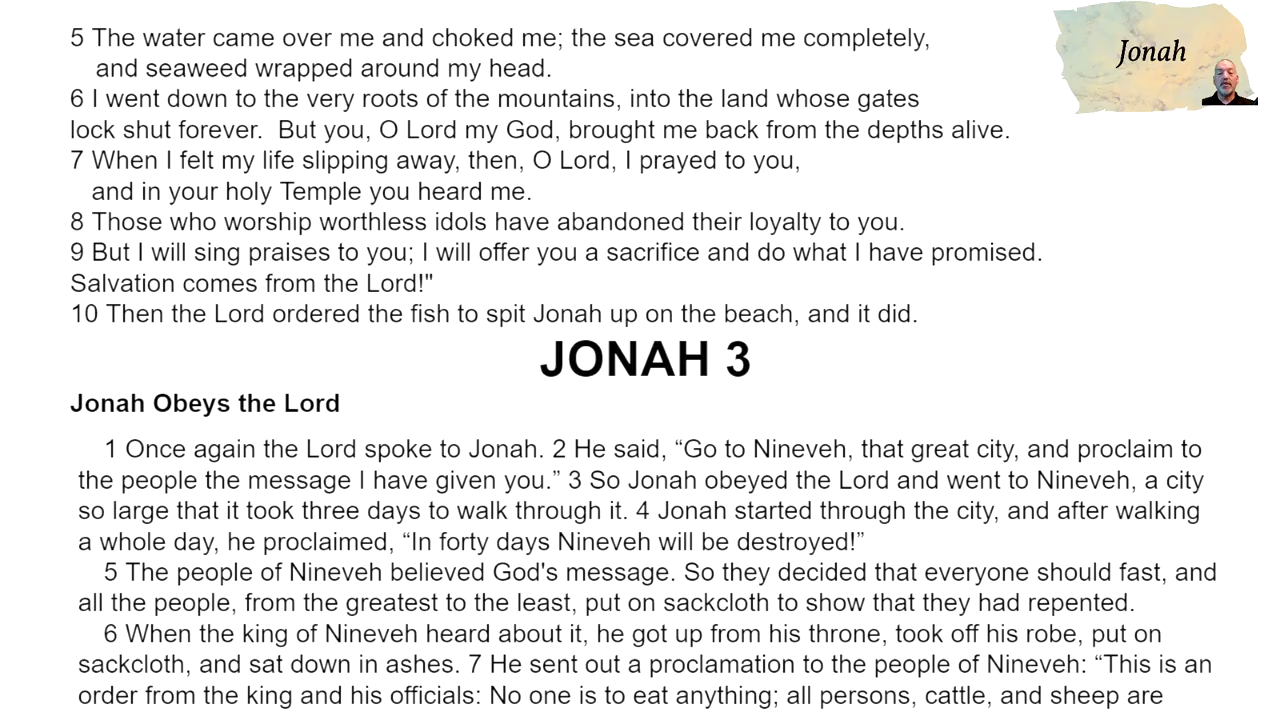 5 The water came over me and choked me; the sea covered me completely,
and seaweed wrapped around my head.
6 I went down to the very roots of the mountains, into the land whose gates
lock shut forever.  But you, O Lord my God, brought me back from the depths alive.
7 When I felt my life slipping away, then, O Lord, I prayed to you,
and in your holy Temple you heard me.
8 Those who worship worthless idols have abandoned their loyalty to you.
9 But I will sing praises to you; I will offer you a sacrifice and do what I have promised.
Salvation comes from the Lord!"
10 Then the Lord ordered the fish to spit Jonah up on the beach, and it did.
Jonah
JONAH 3
Jonah Obeys the Lord
1 Once again the Lord spoke to Jonah. 2 He said, “Go to Nineveh, that great city, and proclaim to
the people the message I have given you.” 3 So Jonah obeyed the Lord and went to Nineveh, a city
so large that it took three days to walk through it. 4 Jonah started through the city, and after walking
a whole day, he proclaimed, “In forty days Nineveh will be destroyed!”
5 The people of Nineveh believed God's message. So they decided that everyone should fast, and
all the people, from the greatest to the least, put on sackcloth to show that they had repented.
6 When the king of Nineveh heard about it, he got up from his throne, took off his robe, put on
sackcloth, and sat down in ashes. 7 He sent out a proclamation to the people of Nineveh: “This is an
order from the king and his officials: No one is to eat anything; all persons, cattle, and sheep are